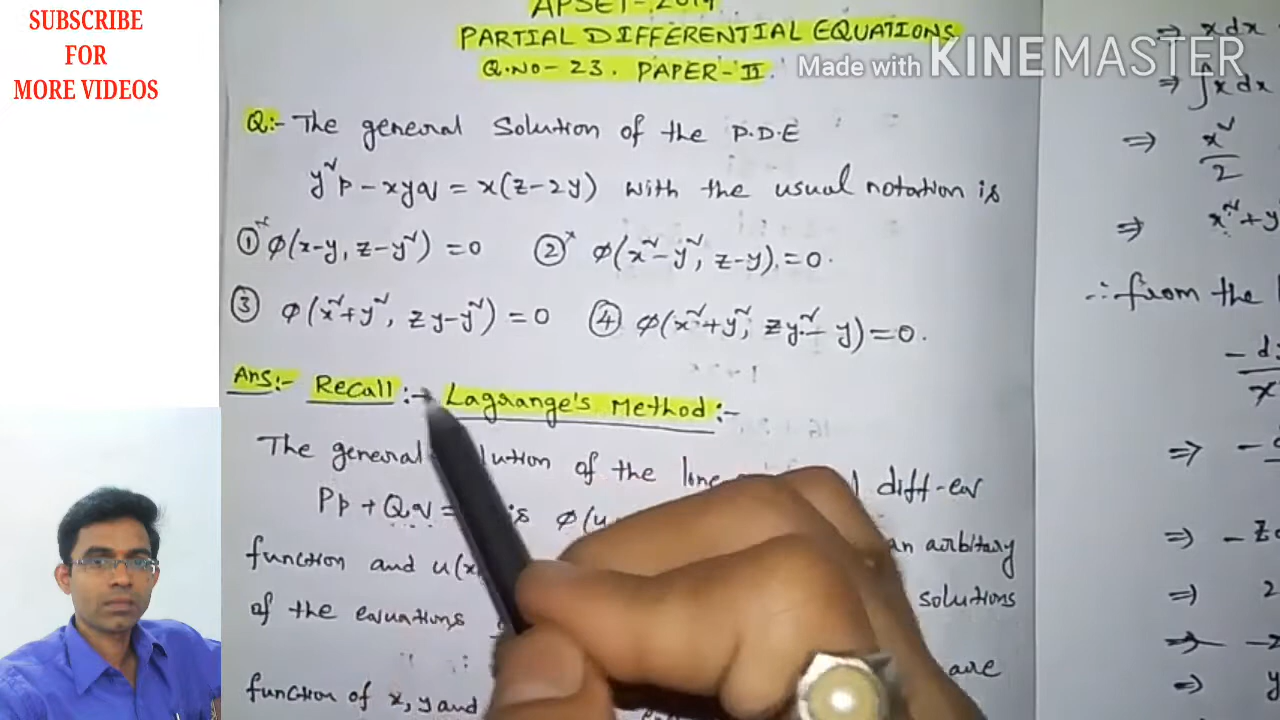 SUBSCRIBE
FOR
MORE VIDEOS
APSET-2019
PARTIAL DIFFERENTIAL EQUATIONS
Q.NO-23. PAPER-II
Made with KINEMASTER
Q:- The general Solution of the P.D.E
y²p - xyq = x(z-2y) with the usual notation is
① φ(x-y, z-y²) = 0 ② φ(x²-y², z-y) = 0.
③ φ(x²+y², zy-y²) = 0 ④ φ(x²+y², zy²-y) = 0.
Ans:- Recall:- Lagrange's Method:-
The general solution of the diff-eq
Pp + Qq = is φ(u
function and u(x an arbitary
of the equations solutions
function of x, y and are
⇒ x dx
⇒ ∫x dx
⇒ x²/2
⇒ x²+y
∴ from the